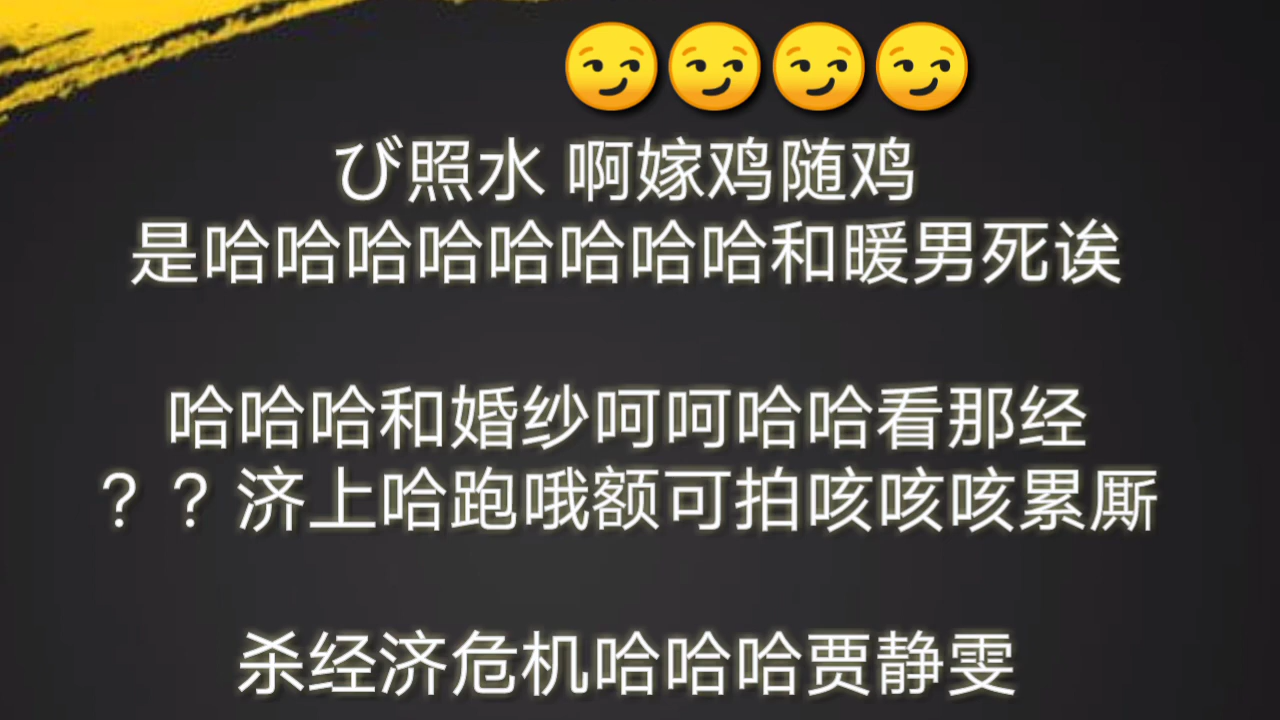 😏😏😏😏
び照水 啊嫁鸡随鸡
是哈哈哈哈哈哈哈哈和暖男死诶
哈哈哈和婚纱呵呵哈哈看那经
？？济上哈跑哦额可拍咳咳咳累厮
杀经济危机哈哈哈贾静雯